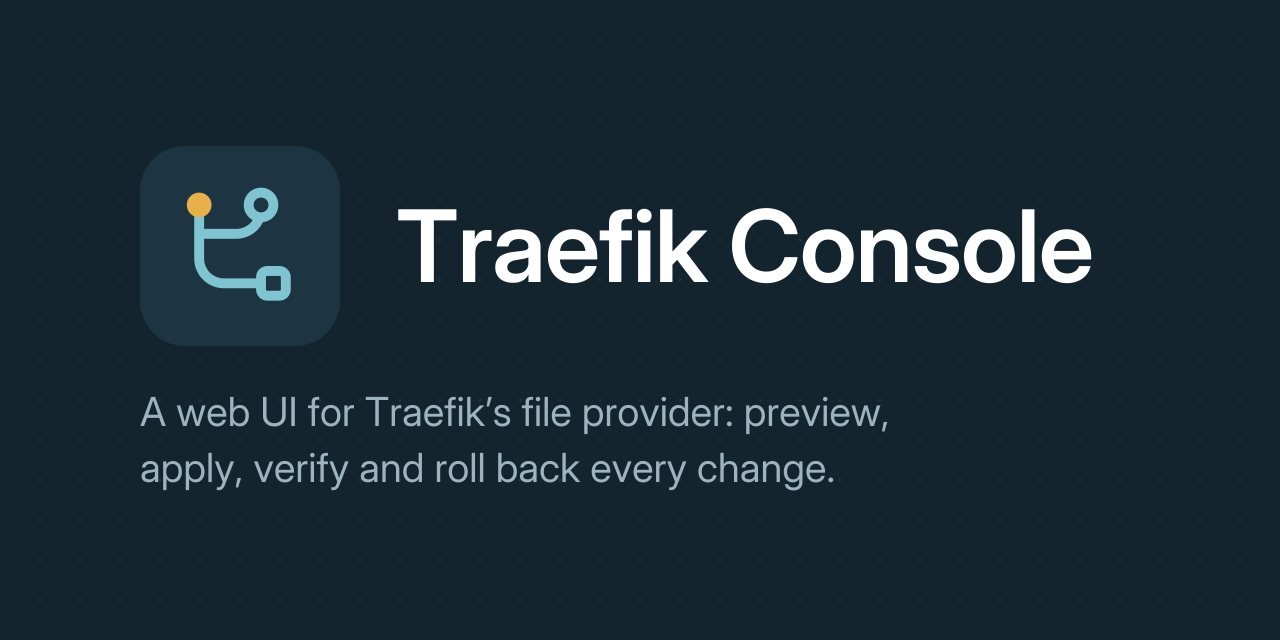 Traefik Console
A web UI for Traefik’s file provider: preview,
apply, verify and roll back every change.